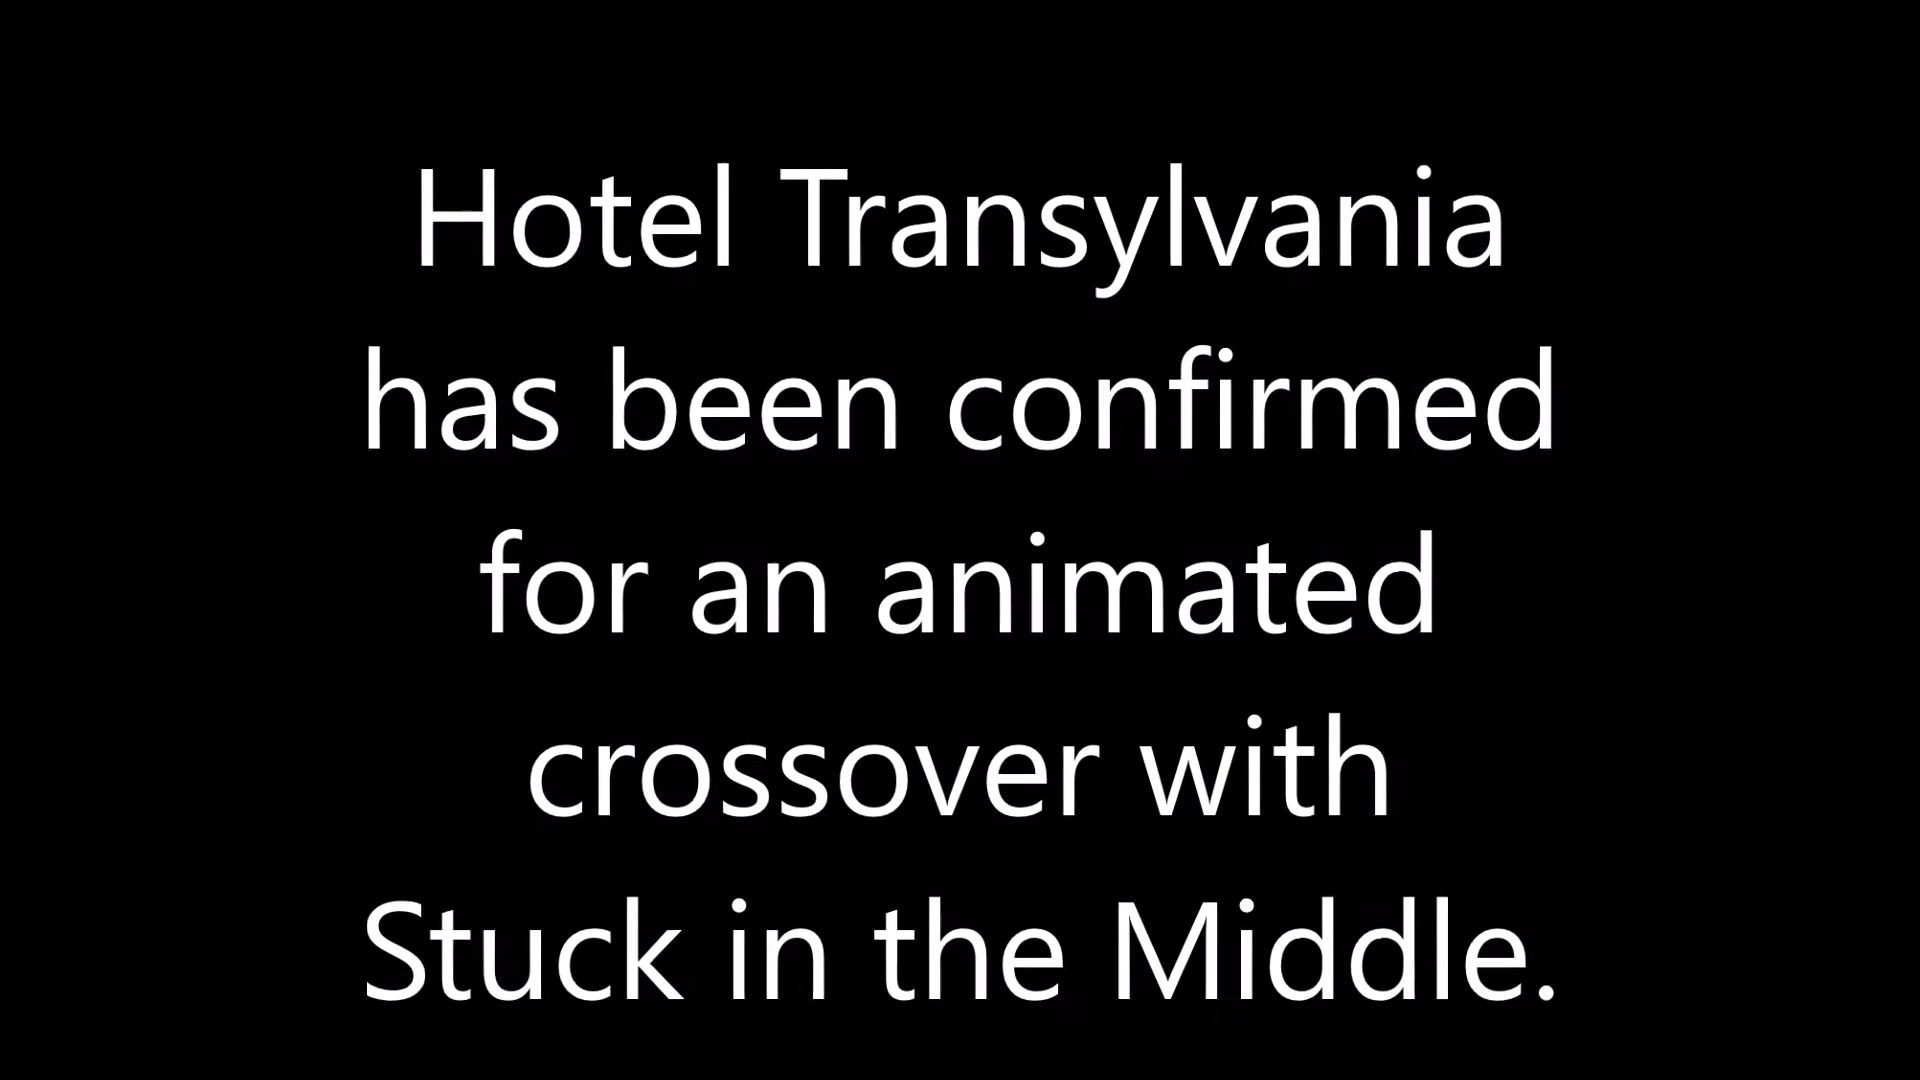 Hotel Transylvania
has been confirmed
for an animated
crossover with
Stuck in the Middle.